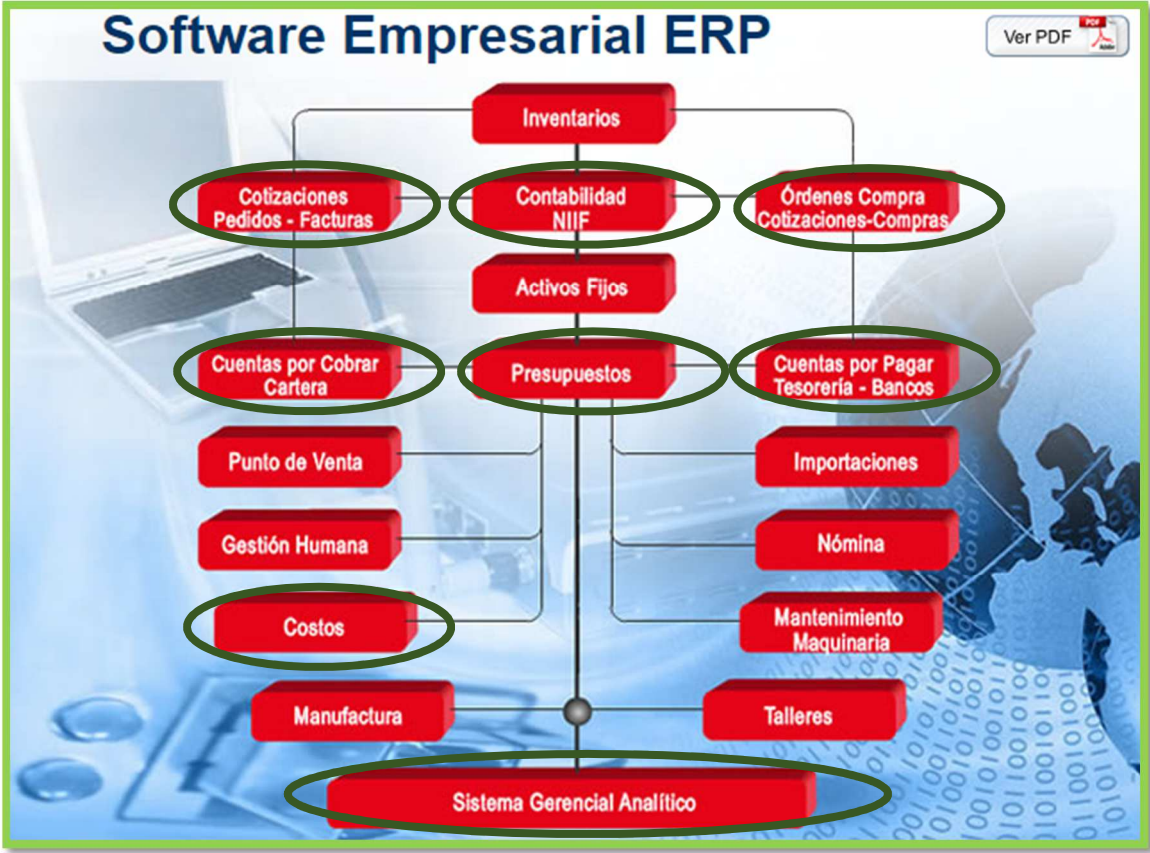 Software Empresarial ERP
Ver PDF
PDF
Adobe
Inventarios
Cotizaciones
Pedidos - Facturas
Contabilidad
NIIF
Órdenes Compra
Cotizaciones-Compras
Activos Fijos
Cuentas por Cobrar
Cartera
Presupuestos
Cuentas por Pagar
Tesorería - Bancos
Punto de Venta
Importaciones
Gestión Humana
Nómina
Costos
Mantenimiento
Maquinaria
Manufactura
Talleres
Sistema Gerencial Analítico